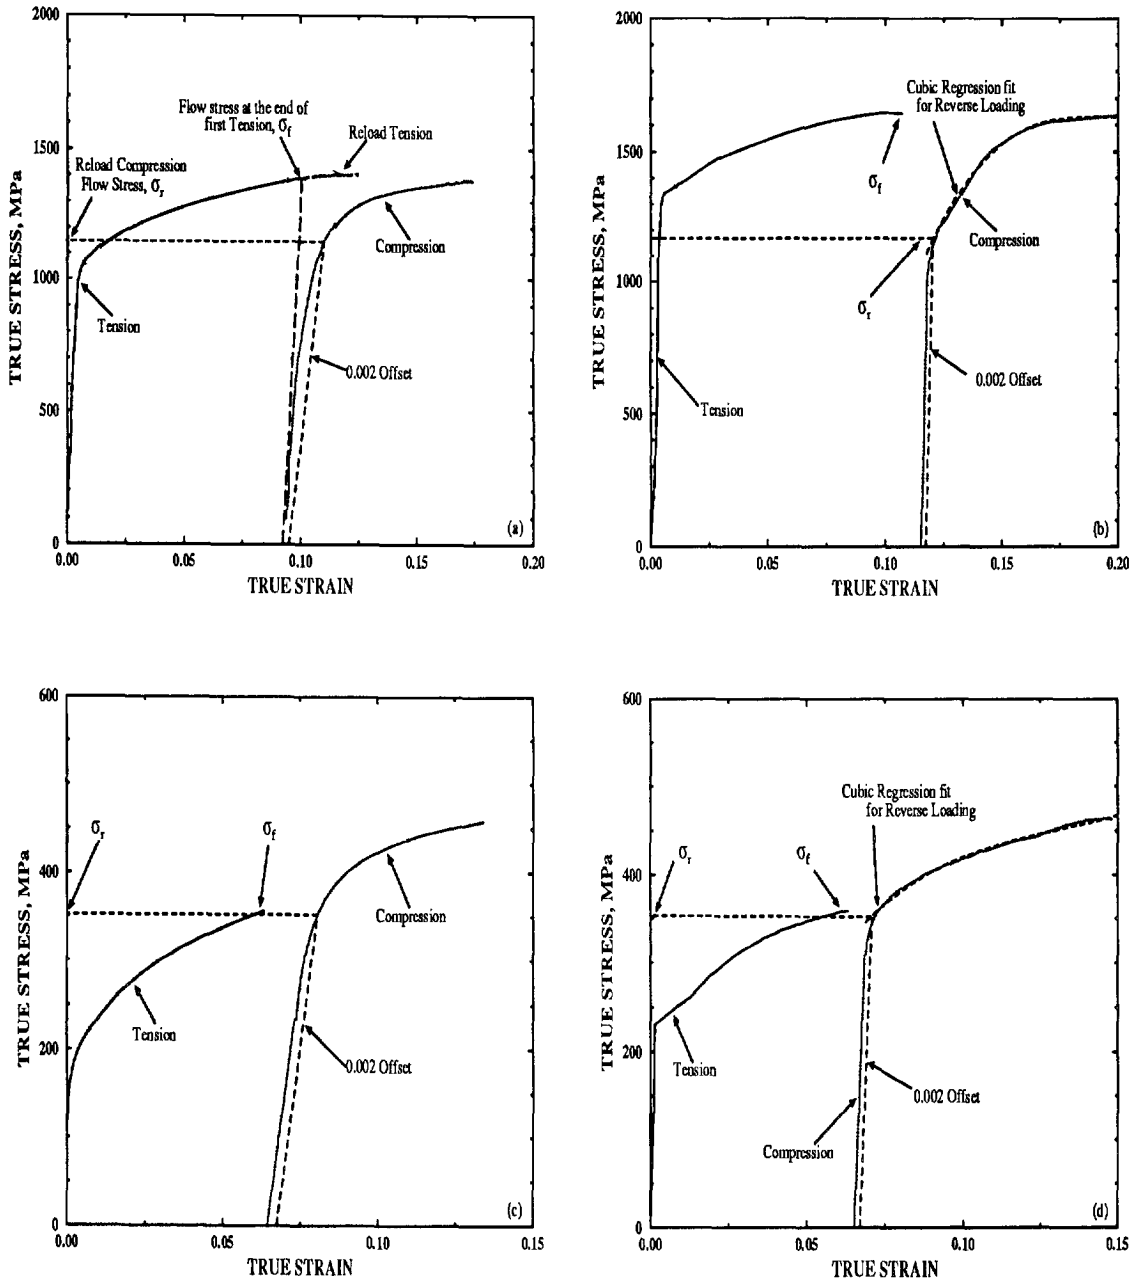 2000
1500
1000
500
0
0.00
0.05
0.10
0.15
0.20
TRUE STRESS, MPa
TRUE STRAIN
Flow stress at the end of
first Tension, σf
Reload Tension
Reload Compression
Flow Stress, σr
Compression
Tension
0.002 Offset
(a)
2000
1500
1000
500
0
0.00
0.05
0.10
0.15
0.20
TRUE STRESS, MPa
TRUE STRAIN
Cubic Regression fit
for Reverse Loading
σf
Compression
σr
0.002 Offset
Tension
(b)
600
400
200
0
0.00
0.05
0.10
0.15
TRUE STRESS, MPa
TRUE STRAIN
σr
σf
Compression
Tension
0.002 Offset
(c)
600
400
200
0
0.00
0.05
0.10
0.15
TRUE STRESS, MPa
TRUE STRAIN
Cubic Regression fit
for Reverse Loading
σr
σf
Tension
0.002 Offset
Compression
(d)